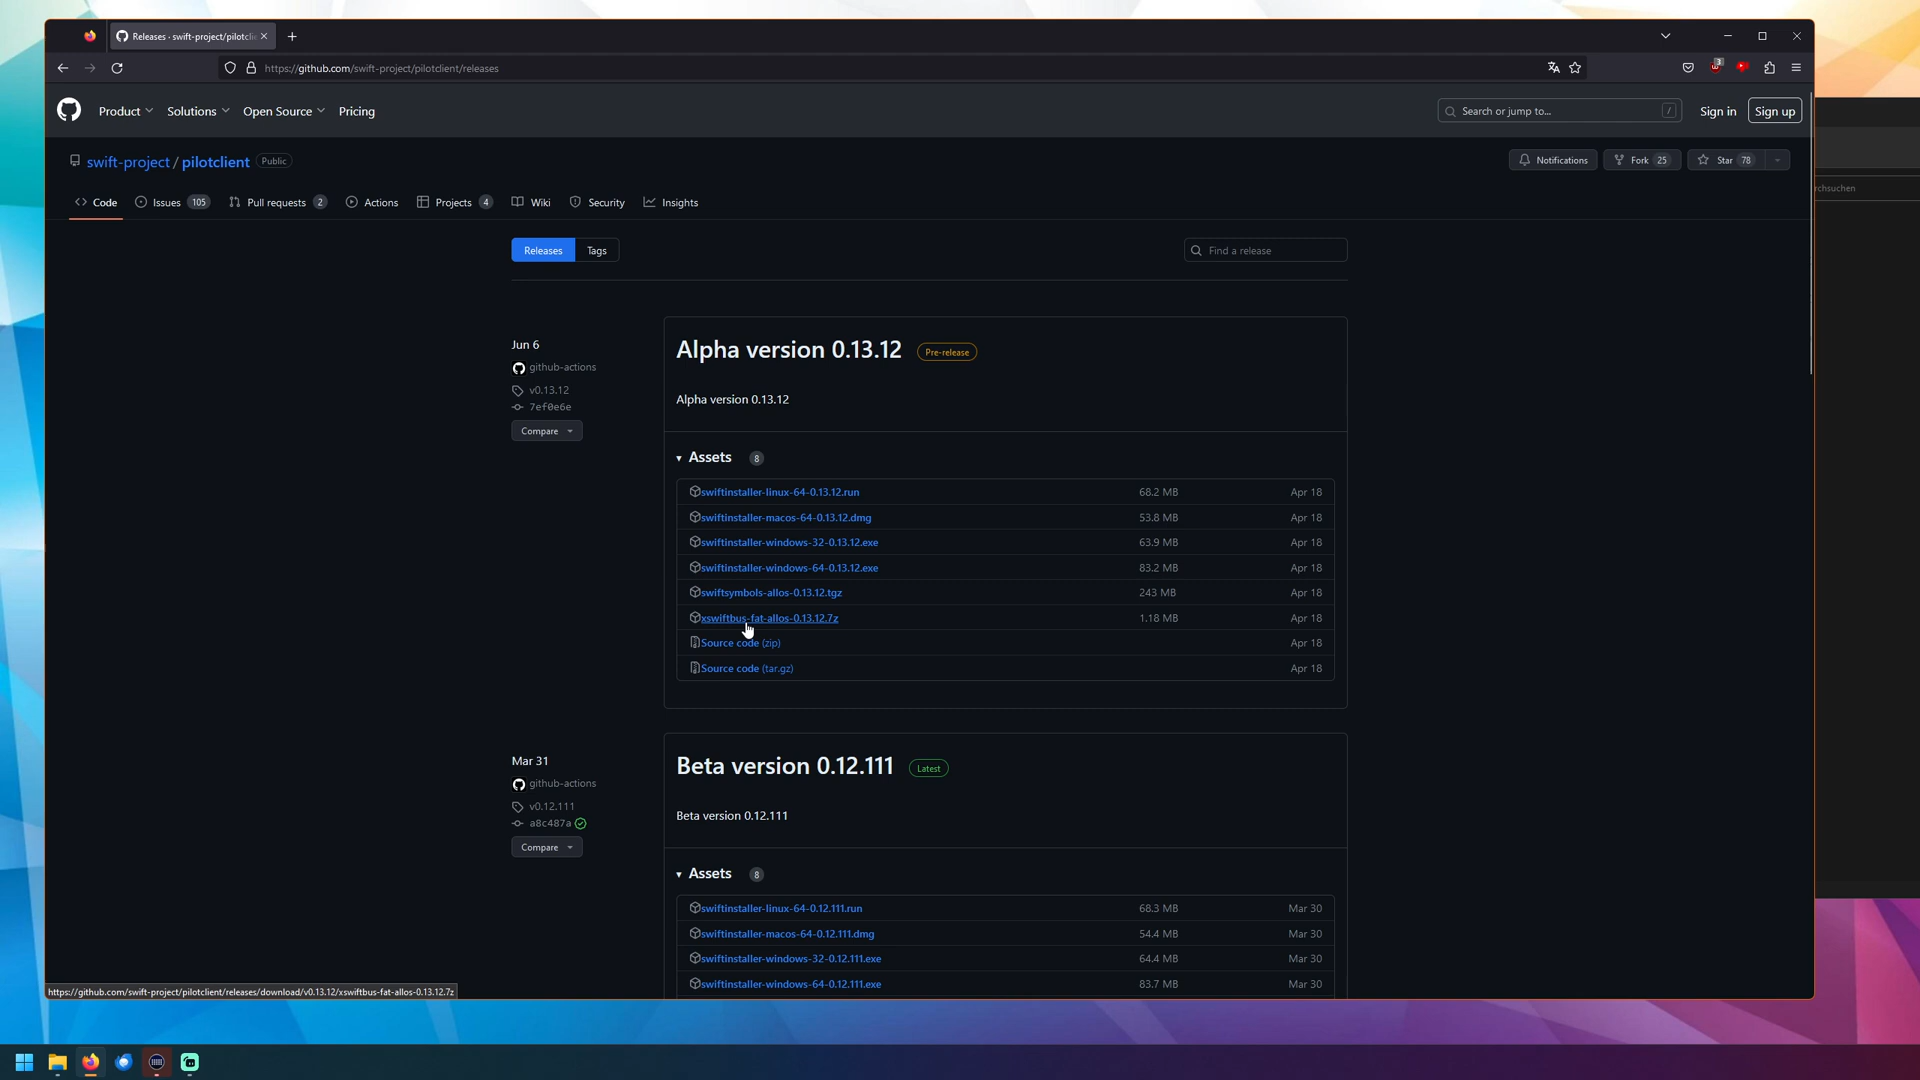 Releases · swift-project/pilotclie
https://github.com/swift-project/pilotclient/releases
3
Product
Solutions
Open Source
Pricing
Search or jump to...
/
Sign in
Sign up
swift-project / pilotclient
Public
Notifications
Fork 25
Star 78
rchsuchen
Code
Issues 105
Pull requests 2
Actions
Projects 4
Wiki
Security
Insights
Releases
Tags
Find a release
Jun 6
github-actions
v0.13.12
7ef0e6e
Compare
Alpha version 0.13.12
Pre-release
Alpha version 0.13.12
Assets 8
swiftinstaller-linux-64-0.13.12.run 68.2 MB Apr 18
swiftinstaller-macos-64-0.13.12.dmg 53.8 MB Apr 18
swiftinstaller-windows-32-0.13.12.exe 63.9 MB Apr 18
swiftinstaller-windows-64-0.13.12.exe 83.2 MB Apr 18
swiftsymbols-allos-0.13.12.tgz 243 MB Apr 18
xswiftbus-fat-allos-0.13.12.7z 1.18 MB Apr 18
Source code (zip) Apr 18
Source code (tar.gz) Apr 18
Mar 31
github-actions
v0.12.111
a8c487a
Compare
Beta version 0.12.111
Latest
Beta version 0.12.111
Assets 8
swiftinstaller-linux-64-0.12.111.run 68.3 MB Mar 30
swiftinstaller-macos-64-0.12.111.dmg 54.4 MB Mar 30
swiftinstaller-windows-32-0.12.111.exe 64.4 MB Mar 30
swiftinstaller-windows-64-0.12.111.exe 83.7 MB Mar 30
https://github.com/swift-project/pilotclient/releases/download/v0.13.12/xswiftbus-fat-allos-0.13.12.7z